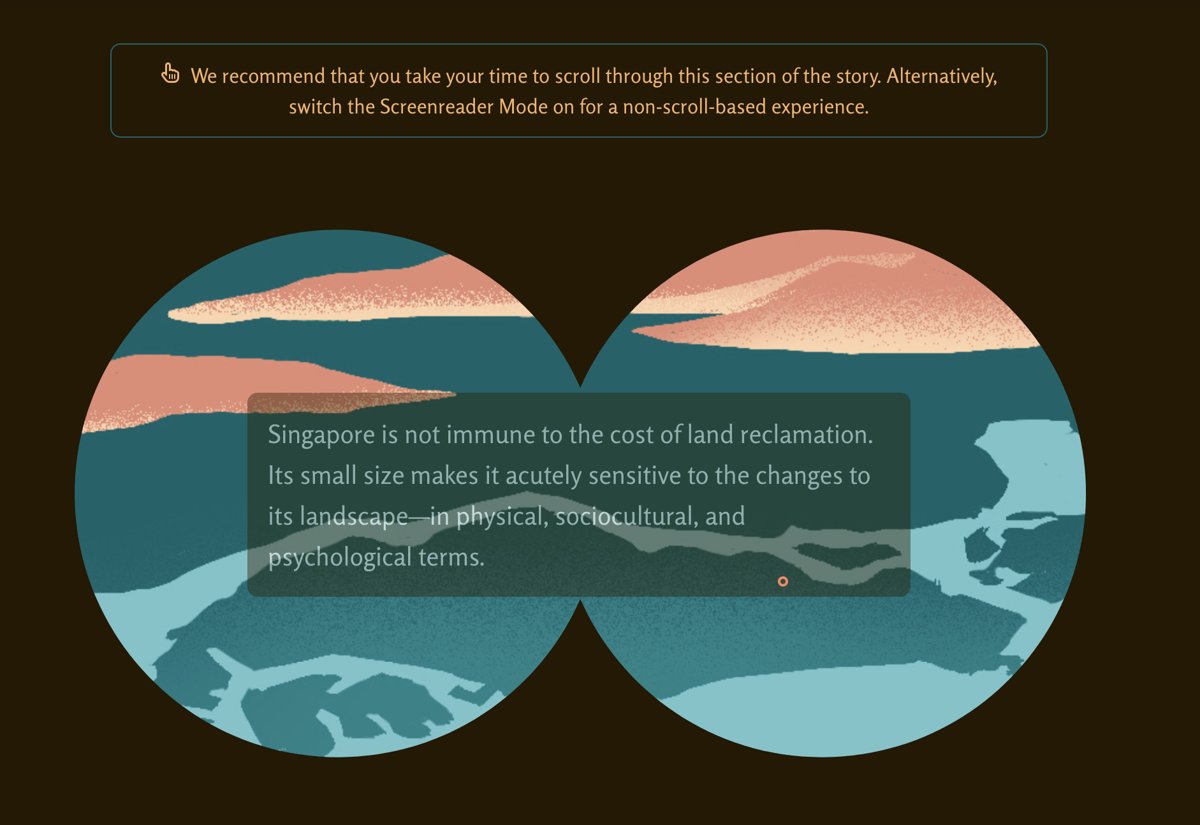 We recommend that you take your time to scroll through this section of the story. Alternatively,
switch the Screenreader Mode on for a non-scroll-based experience.
Singapore is not immune to the cost of land reclamation.
Its small size makes it acutely sensitive to the changes to
its landscape—in physical, sociocultural, and
psychological terms.